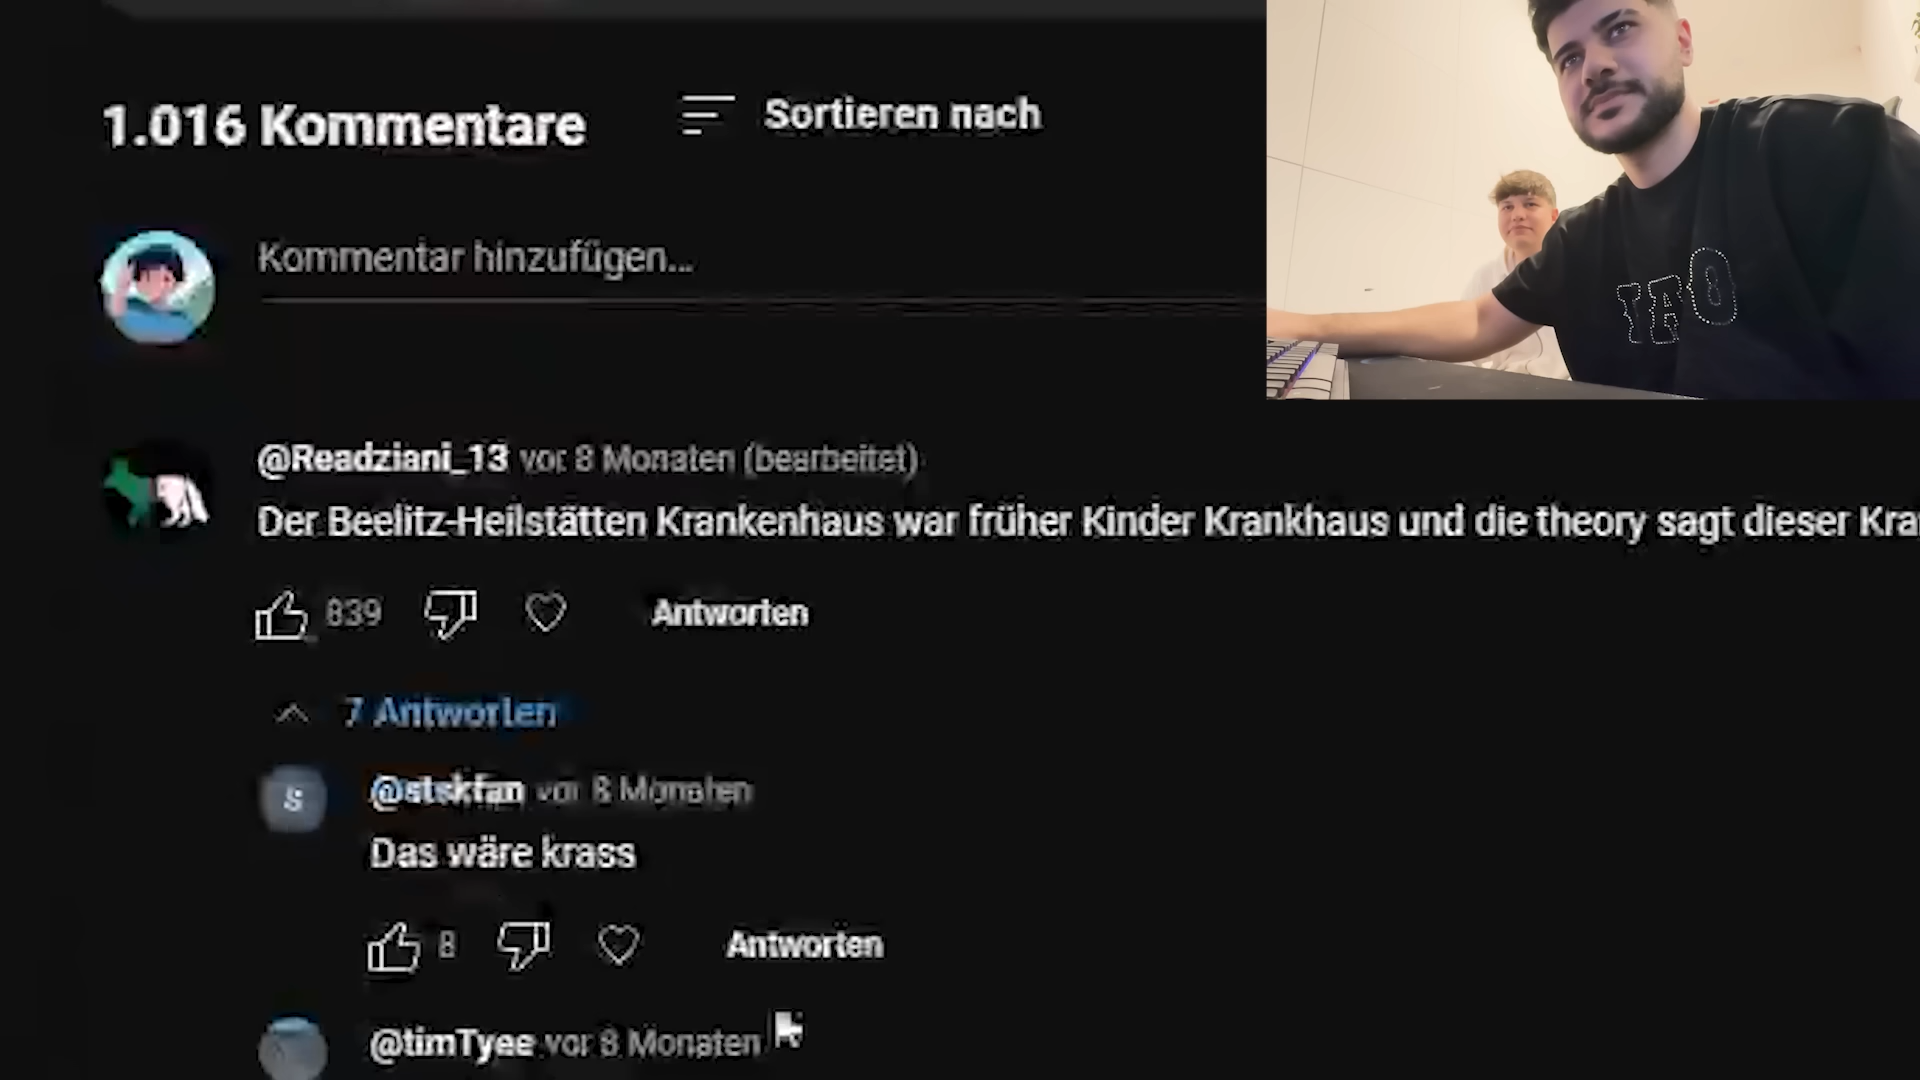 1.016 Kommentare
Sortieren nach
Kommentar hinzufügen...
@Readziani_13 vor 8 Monaten (bearbeitet)
Der Beelitz-Heilstätten Krankenhaus war früher Kinder Krankhaus und die theory sagt dieser Kra
839
Antworten
7 Antworten
S
@stskfan vor 8 Monaten
Das wäre krass
8
Antworten
@timTyee vor 8 Monaten